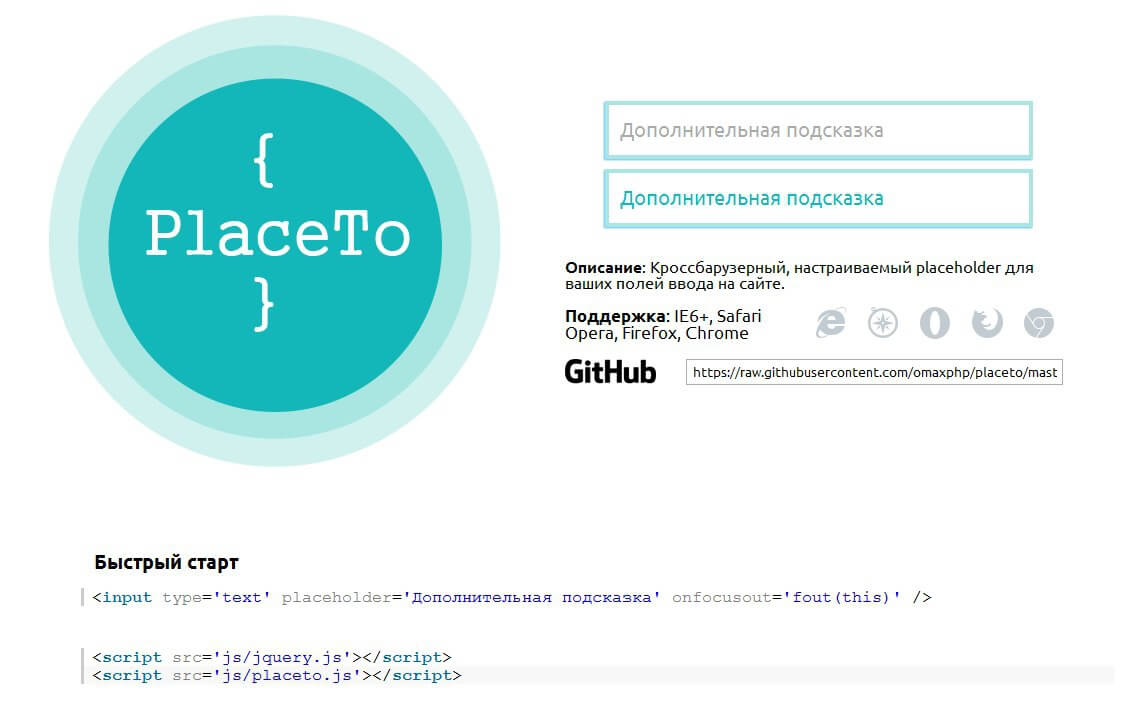 {
PlaceTo
}
Дополнительная подсказка
Дополнительная подсказка
Описание: Кроссбарузерный, настраиваемый placeholder для
ваших полей ввода на сайте.
Поддержка: IE6+, Safari
Opera, Firefox, Chrome
GitHub https://raw.githubusercontent.com/omaxphp/placeto/mast
Быстрый старт
<input type='text' placeholder='Дополнительная подсказка' onfocusout='fout(this)' />
<script src='js/jquery.js'></script>
<script src='js/placeto.js'></script>